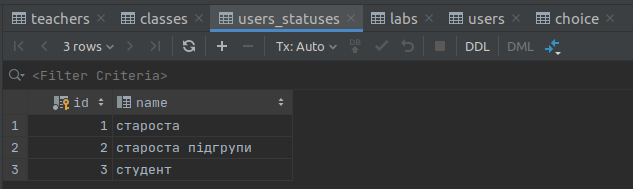 teachers classes users_statuses labs users choice
3 rows Tx: Auto DB DDL DML
<Filter Criteria>
id name
1 1 староста
2 2 староста підгрупи
3 3 студент